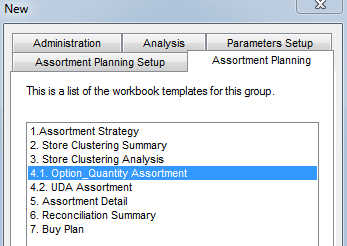 New
Administration
Analysis
Parameters Setup
Assortment Planning Setup
Assortment Planning
This is a list of the workbook templates for this group.
1.Assortment Strategy
2. Store Clustering Summary
3. Store Clustering Analysis
4.1. Option_Quantity Assortment
4.2. UDA Assortment
5. Assortment Detail
6. Reconciliation Summary
7. Buy Plan